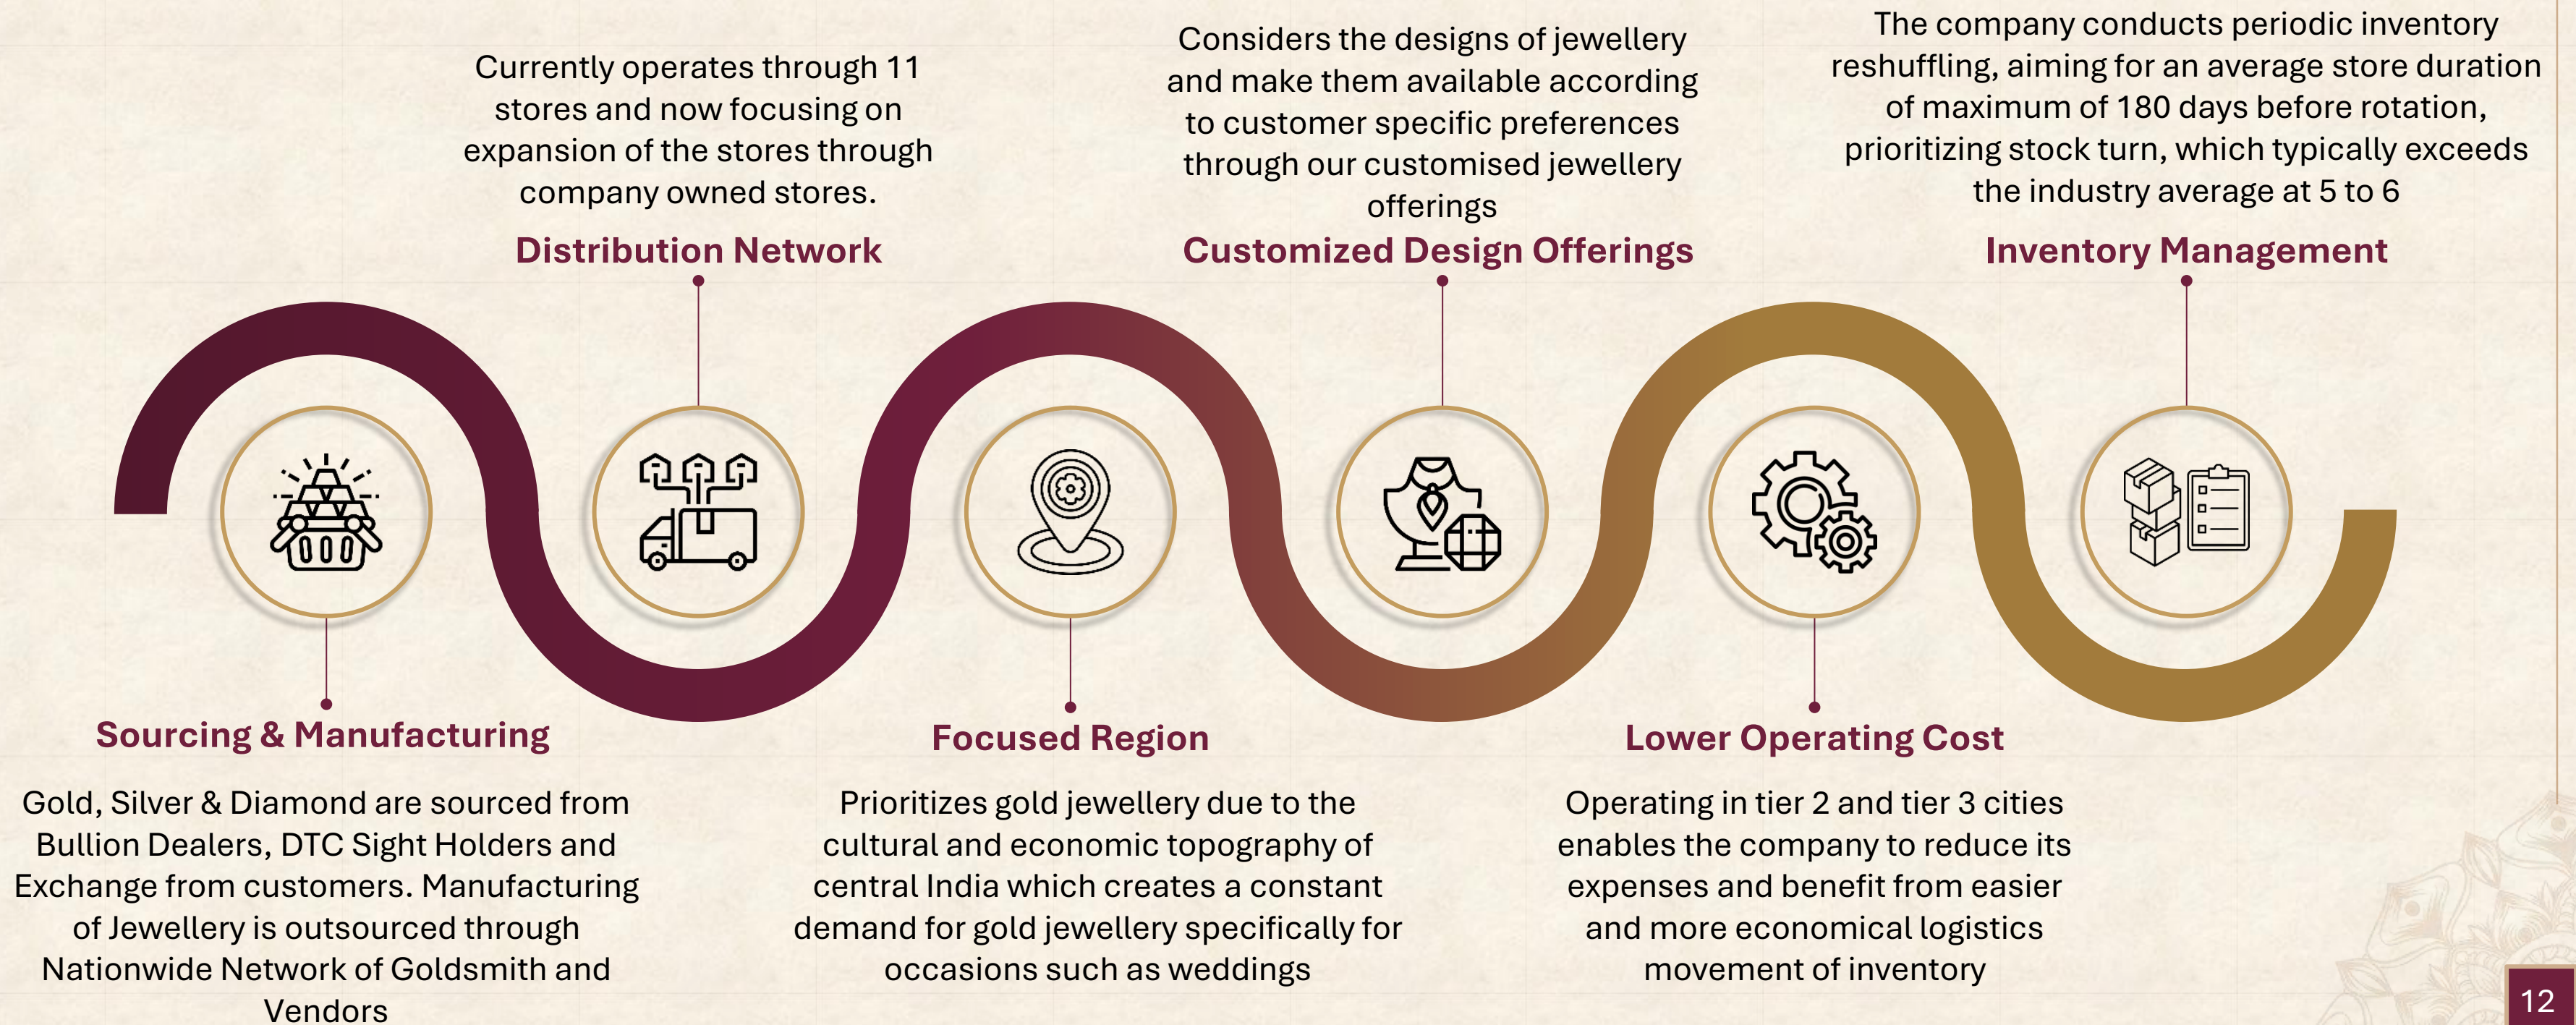 Currently operates through 11
stores and now focusing on
expansion of the stores through
company owned stores.
Distribution Network
Considers the designs of jewellery
and make them available according
to customer specific preferences
through our customised jewellery
offerings
Customized Design Offerings
The company conducts periodic inventory
reshuffling, aiming for an average store duration
of maximum of 180 days before rotation,
prioritizing stock turn, which typically exceeds
the industry average at 5 to 6
Inventory Management
Sourcing & Manufacturing
Gold, Silver & Diamond are sourced from
Bullion Dealers, DTC Sight Holders and
Exchange from customers. Manufacturing
of Jewellery is outsourced through
Nationwide Network of Goldsmith and
Vendors
Focused Region
Prioritizes gold jewellery due to the
cultural and economic topography of
central India which creates a constant
demand for gold jewellery specifically for
occasions such as weddings
Lower Operating Cost
Operating in tier 2 and tier 3 cities
enables the company to reduce its
expenses and benefit from easier
and more economical logistics
movement of inventory
12